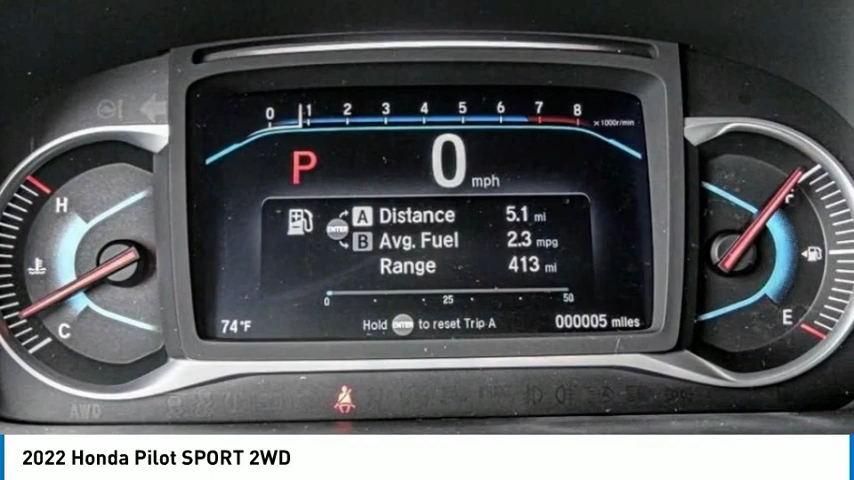 0 1 2 3 4 5 6 7 8 ×1000r/min
P 0 mph
H
F
A Distance 5.1 mi
ENTER
B Avg. Fuel 2.3 mpg
Range 413 mi
0 25 50
C
E
74°F Hold ENTER to reset Trip A 000005 miles
AWD
2022 Honda Pilot SPORT 2WD